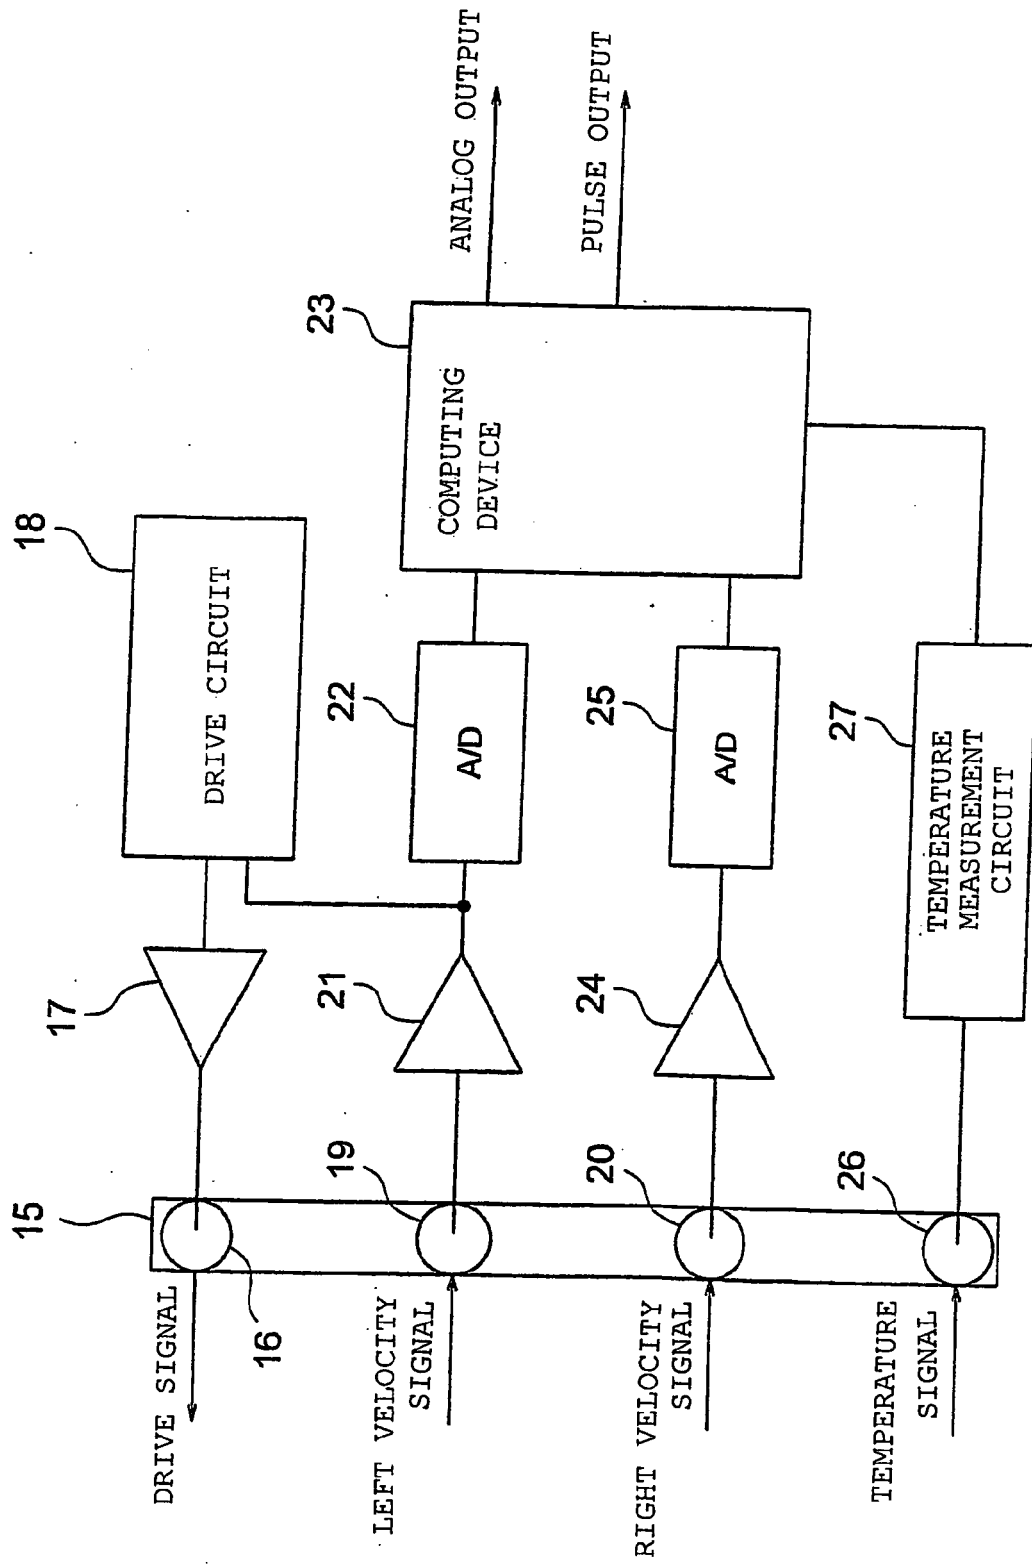 15
DRIVE SIGNAL
16
17
18
DRIVE CIRCUIT
LEFT VELOCITY
SIGNAL
19
21
22
A/D
23
COMPUTING
DEVICE
ANALOG OUTPUT
PULSE OUTPUT
RIGHT VELOCITY
SIGNAL
20
24
25
A/D
TEMPERATURE
SIGNAL
26
27
TEMPERATURE
MEASUREMENT
CIRCUIT